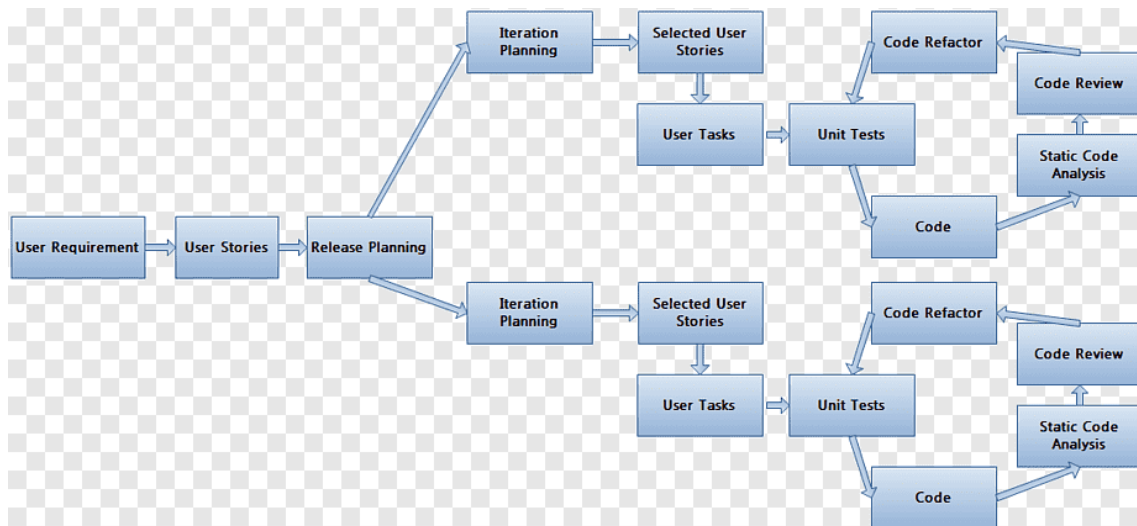 Iteration
Planning
Selected User
Stories
Code Refactor
Code Review
User Tasks
Unit Tests
Static Code
Analysis
Code
User Requirement
User Stories
Release Planning
Iteration
Planning
Selected User
Stories
Code Refactor
Code Review
User Tasks
Unit Tests
Static Code
Analysis
Code